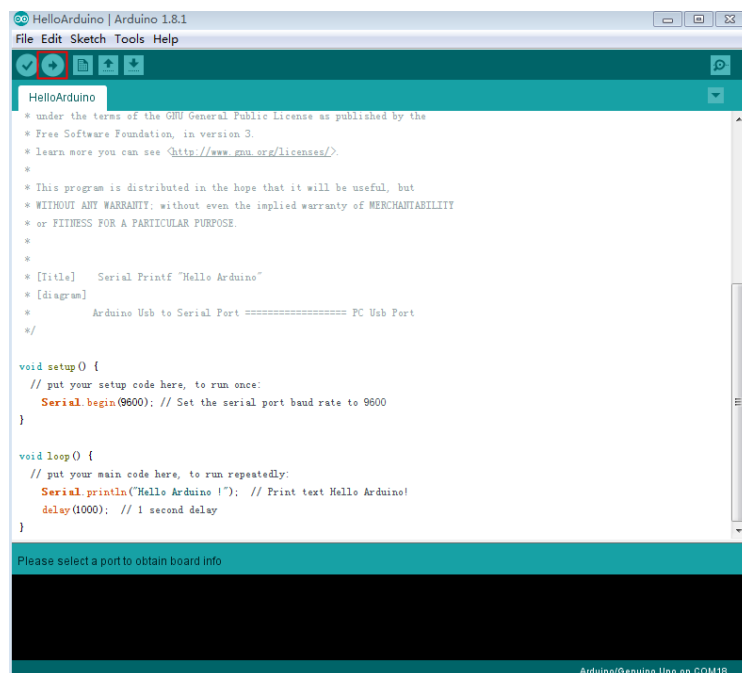 HelloArduino | Arduino 1.8.1
File Edit Sketch Tools Help
HelloArduino
* under the terms of the GNU General Public License as published by the
* Free Software Foundation, in version 3.
* learn more you can see <http://www.gnu.org/licenses/>.
*
* This program is distributed in the hope that it will be useful, but
* WITHOUT ANY WARRANTY; without even the implied warranty of MERCHANTABILITY
* or FITNESS FOR A PARTICULAR PURPOSE.
*
*
* [Title]    Serial Printf "Hello Arduino"
* [diagram]
*           Arduino Usb to Serial Port ================== PC Usb Port
*/
void setup() {
  // put your setup code here, to run once:
    Serial.begin(9600); // Set the serial port baud rate to 9600
}
void loop() {
  // put your main code here, to run repeatedly:
    Serial.println("Hello Arduino !");  // Print text Hello Arduino!
    delay(1000);  // 1 second delay
}
Please select a port to obtain board info
Arduino/Genuino Uno on COM18